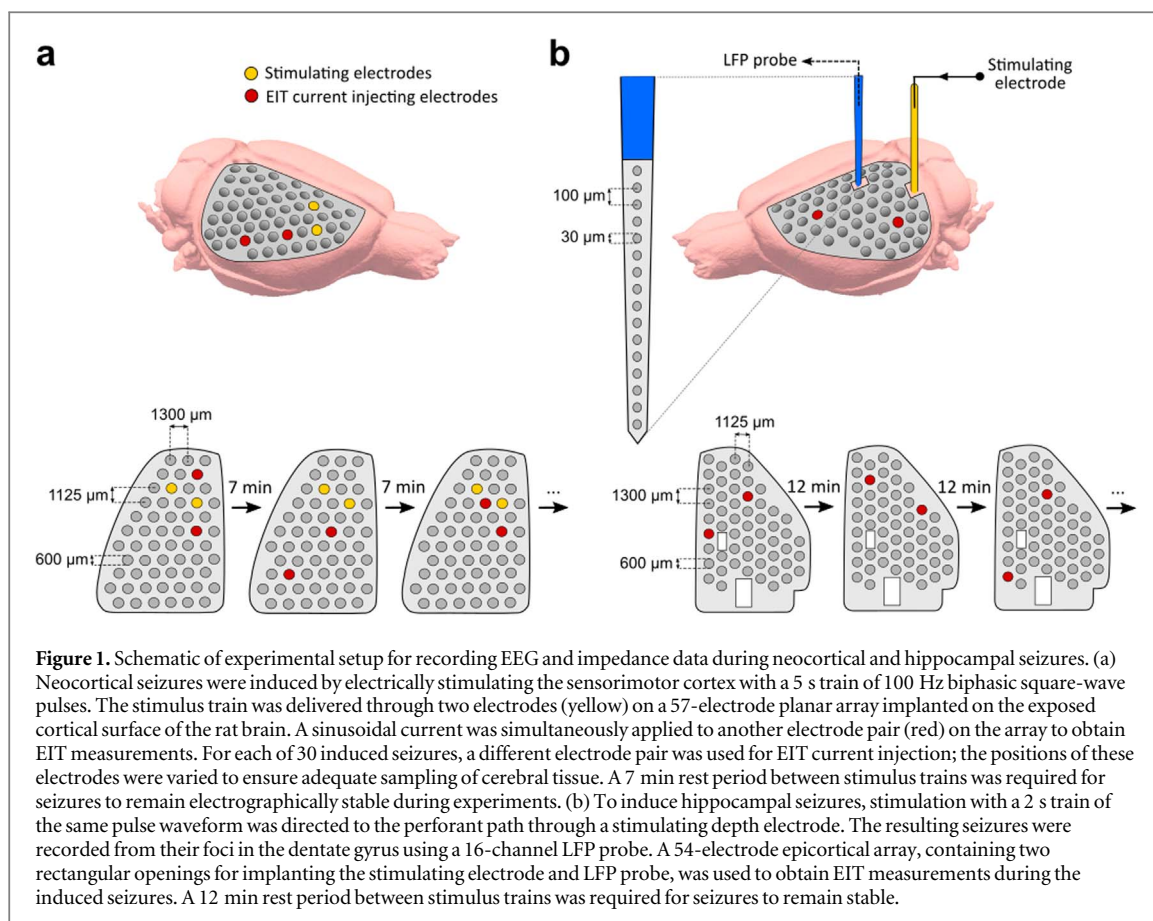 a
Stimulating electrodes
EIT current injecting electrodes
b
LFP probe
Stimulating
electrode
100 µm
30 µm
1300 µm
1125 µm
600 µm
7 min
7 min
...
1125 µm
1300 µm
600 µm
12 min
12 min
...
Figure 1. Schematic of experimental setup for recording EEG and impedance data during neocortical and hippocampal seizures. (a)
Neocortical seizures were induced by electrically stimulating the sensorimotor cortex with a 5 s train of 100 Hz biphasic square-wave
pulses. The stimulus train was delivered through two electrodes (yellow) on a 57-electrode planar array implanted on the exposed
cortical surface of the rat brain. A sinusoidal current was simultaneously applied to another electrode pair (red) on the array to obtain
EIT measurements. For each of 30 induced seizures, a different electrode pair was used for EIT current injection; the positions of these
electrodes were varied to ensure adequate sampling of cerebral tissue. A 7 min rest period between stimulus trains was required for
seizures to remain electrographically stable during experiments. (b) To induce hippocampal seizures, stimulation with a 2 s train of
the same pulse waveform was directed to the perforant path through a stimulating depth electrode. The resulting seizures were
recorded from their foci in the dentate gyrus using a 16-channel LFP probe. A 54-electrode epicortical array, containing two
rectangular openings for implanting the stimulating electrode and LFP probe, was used to obtain EIT measurements during the
induced seizures. A 12 min rest period between stimulus trains was required for seizures to remain stable.